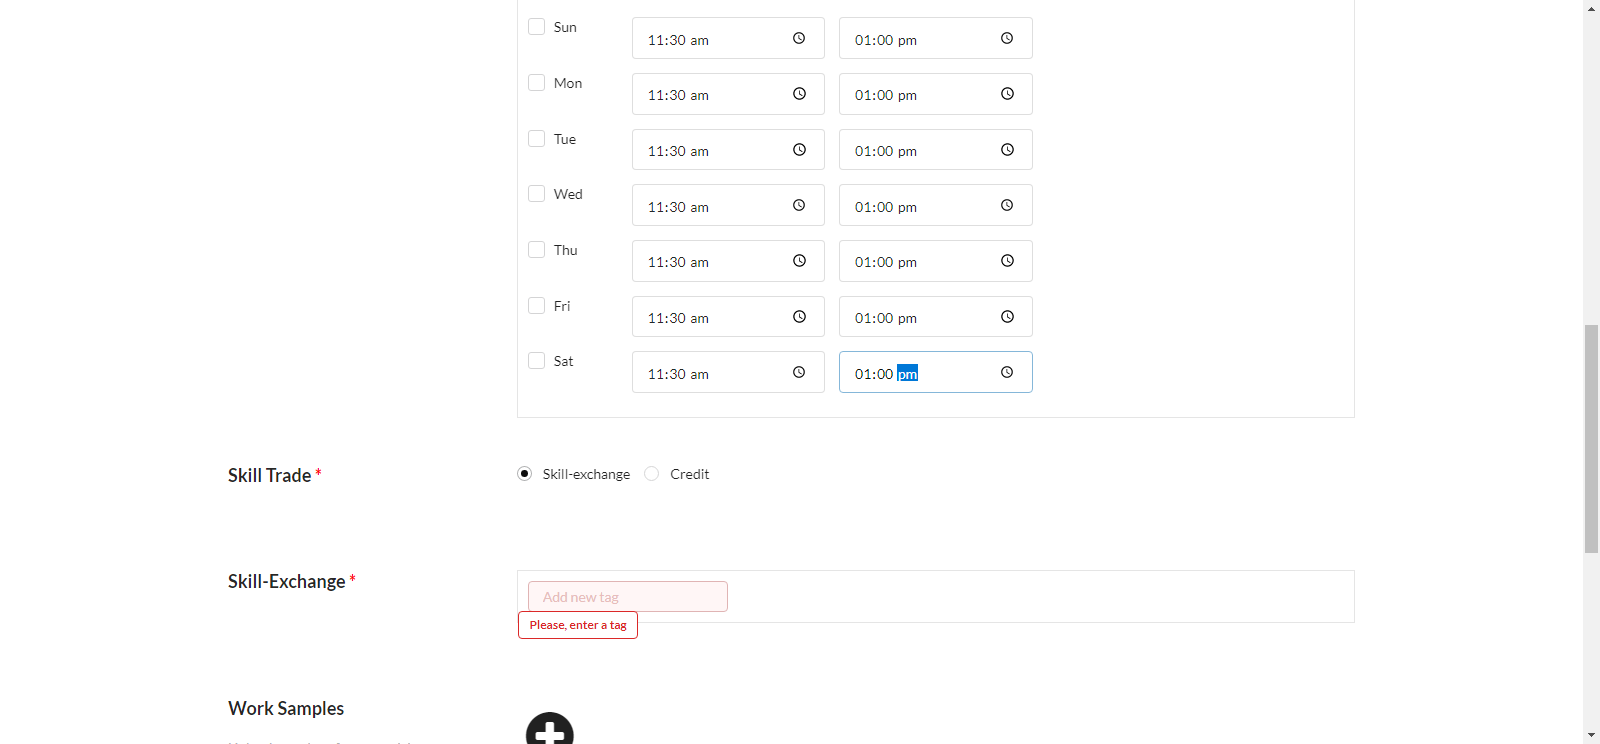 Sun 11:30 am 01:00 pm
Mon 11:30 am 01:00 pm
Tue 11:30 am 01:00 pm
Wed 11:30 am 01:00 pm
Thu 11:30 am 01:00 pm
Fri 11:30 am 01:00 pm
Sat 11:30 am 01:00 pm
Skill Trade * Skill-exchange Credit
Skill-Exchange *
Add new tag
Please, enter a tag
Work Samples